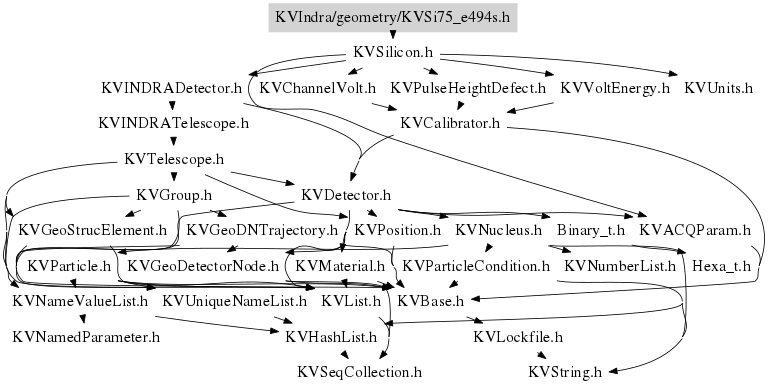 KVIndra/geometry/KVSi75_e494s.h
KVSilicon.h
KVINDRADetector.h KVChannelVolt.h KVPulseHeightDefect.h KVVoltEnergy.h KVUnits.h
KVINDRATelescope.h KVCalibrator.h
KVTelescope.h
KVGroup.h KVDetector.h
KVGeoStrucElement.h KVGeoDNTrajectory.h KVPosition.h KVNucleus.h Binary_t.h KVACQParam.h
KVParticle.h KVGeoDetectorNode.h KVMaterial.h KVParticleCondition.h KVNumberList.h Hexa_t.h
KVNameValueList.h KVUniqueNameList.h KVList.h KVBase.h
KVNamedParameter.h KVHashList.h KVLockfile.h
KVSeqCollection.h KVString.h